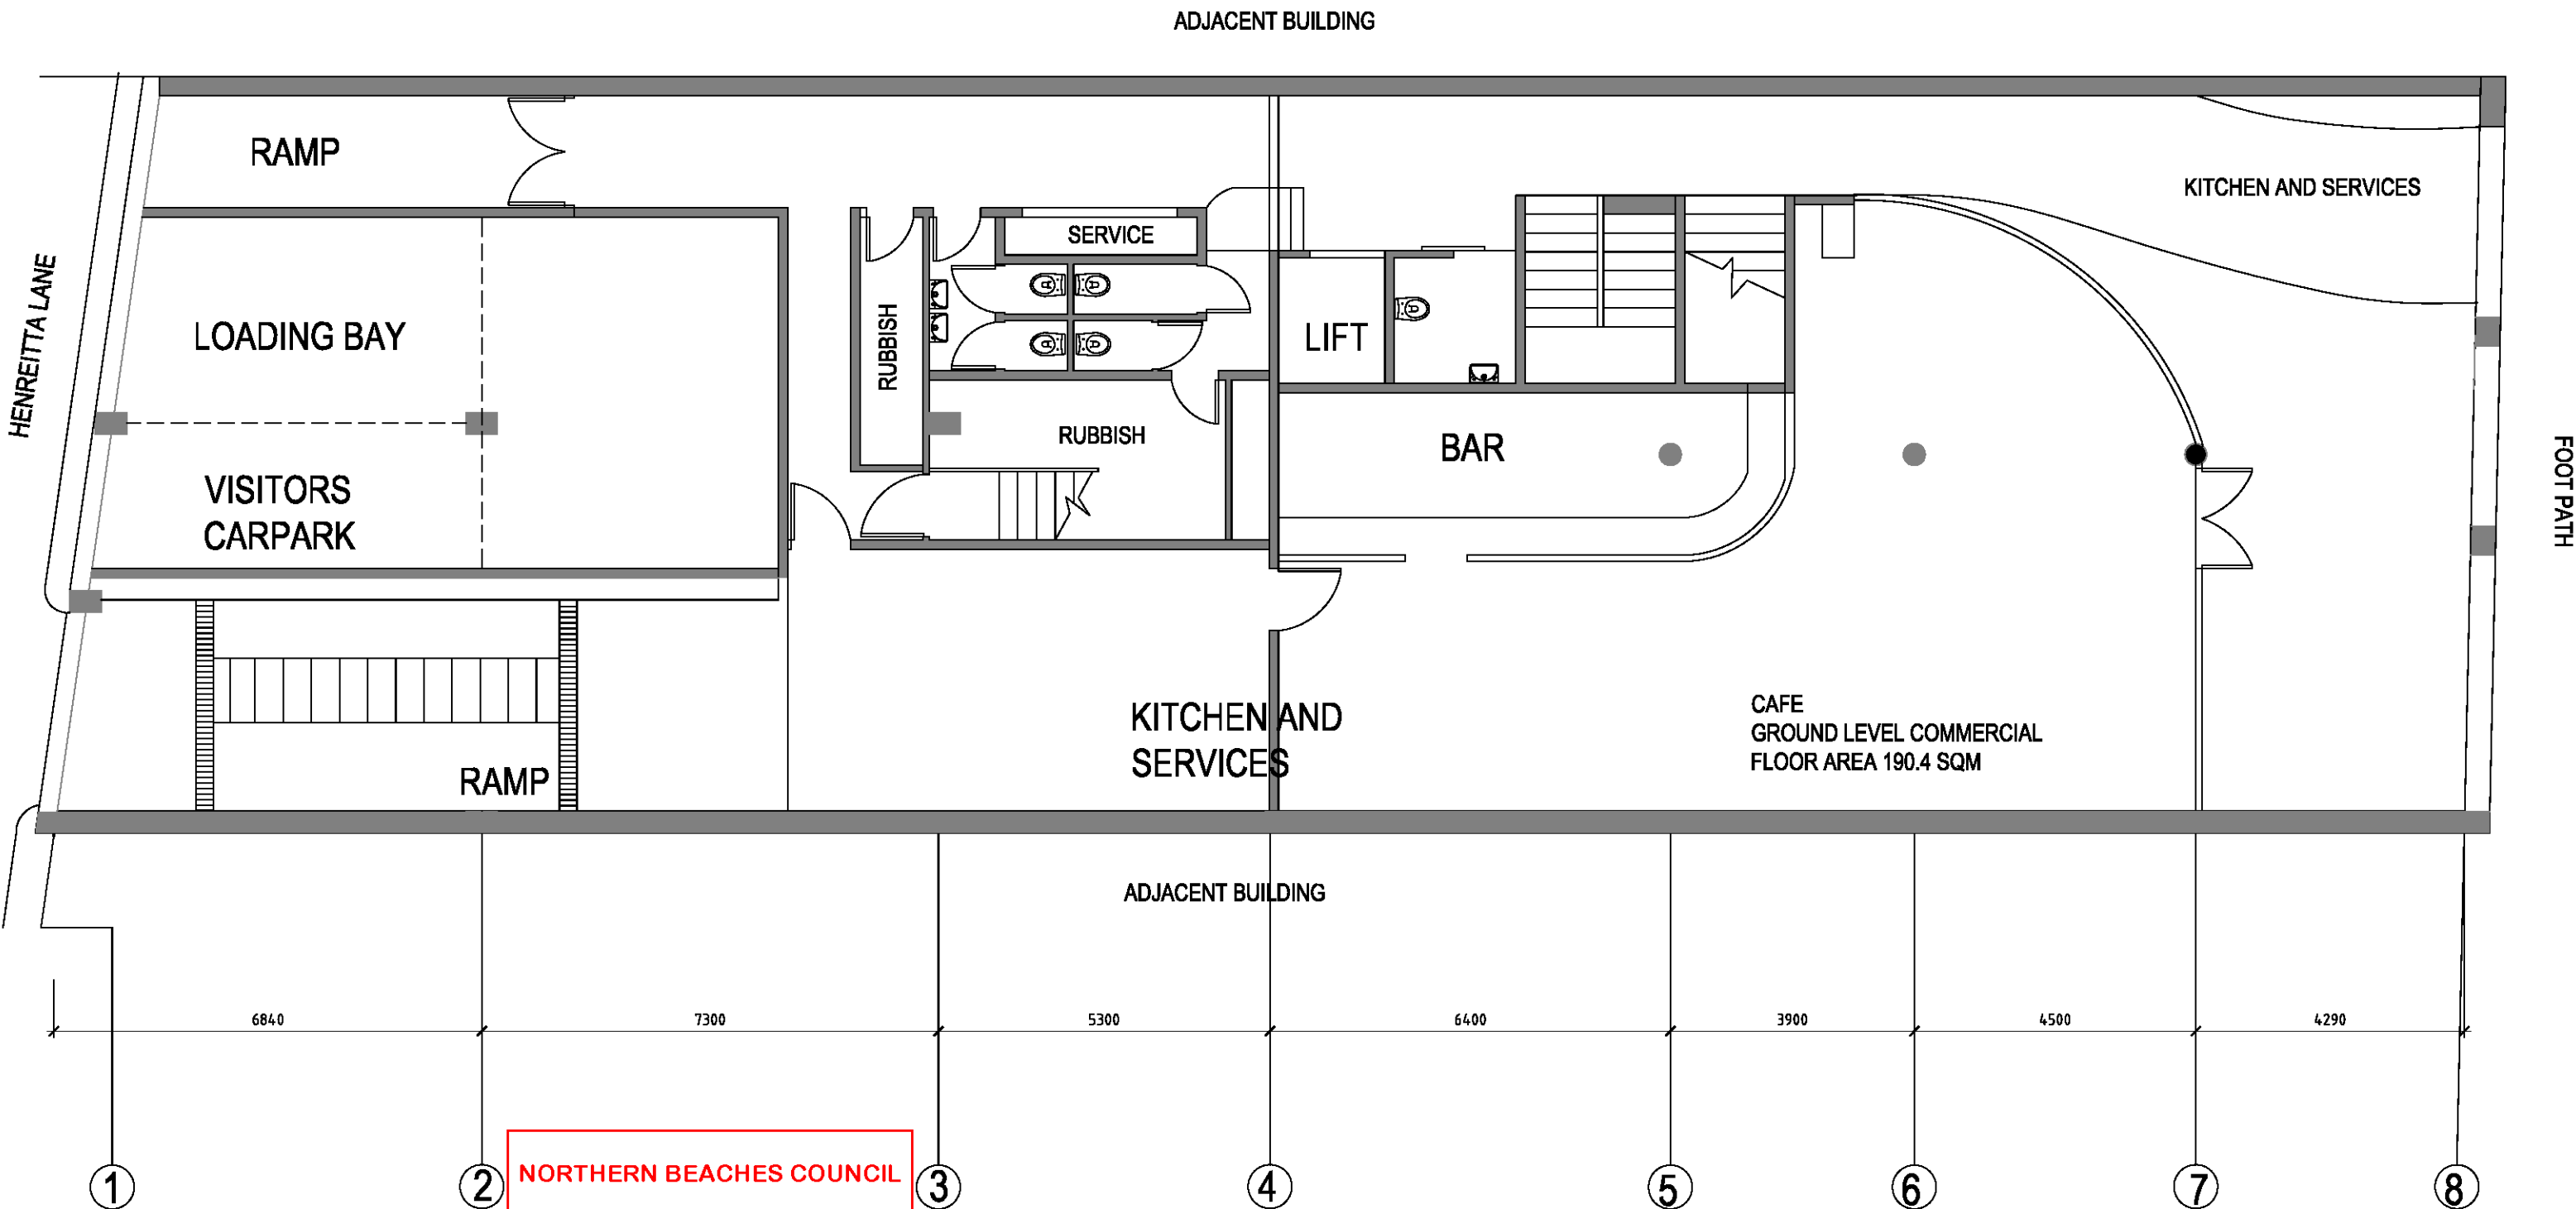 ADJACENT BUILDING
RAMP
KITCHEN AND SERVICES
SERVICE
HENREITTA LANE
LOADING BAY
RUBBISH
LIFT
RUBBISH
BAR
FOOT PATH
VISITORS
CARPARK
KITCHEN AND
SERVICES
CAFE
GROUND LEVEL COMMERCIAL
FLOOR AREA 190.4 SQM
RAMP
ADJACENT BUILDING
6840 7300 5300 6400 3900 4500 4290
NORTHERN BEACHES COUNCIL
1 2 3 4 5 6 7 8